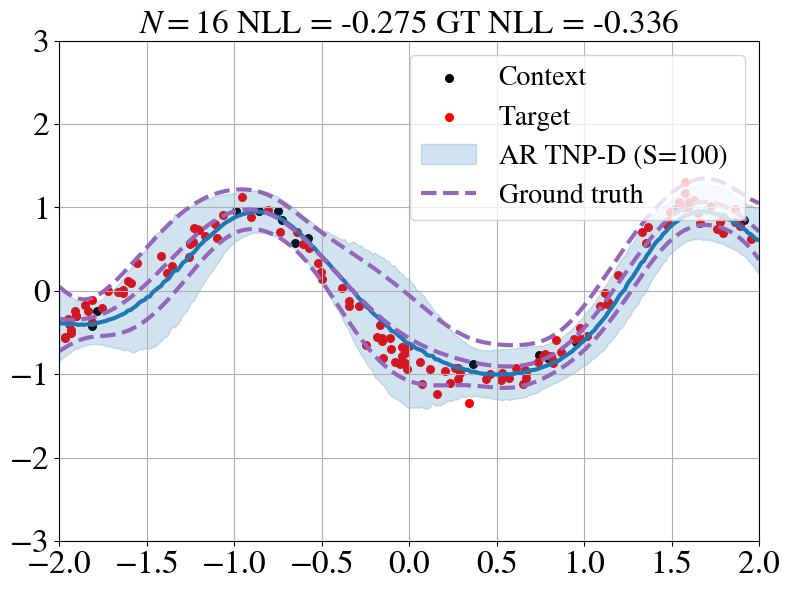 N = 16 NLL = -0.275 GT NLL = -0.336
3
2
1
0
−1
−2
−3
Context
Target
AR TNP-D (S=100)
Ground truth
−2.0 −1.5 −1.0 −0.5 0.0 0.5 1.0 1.5 2.0